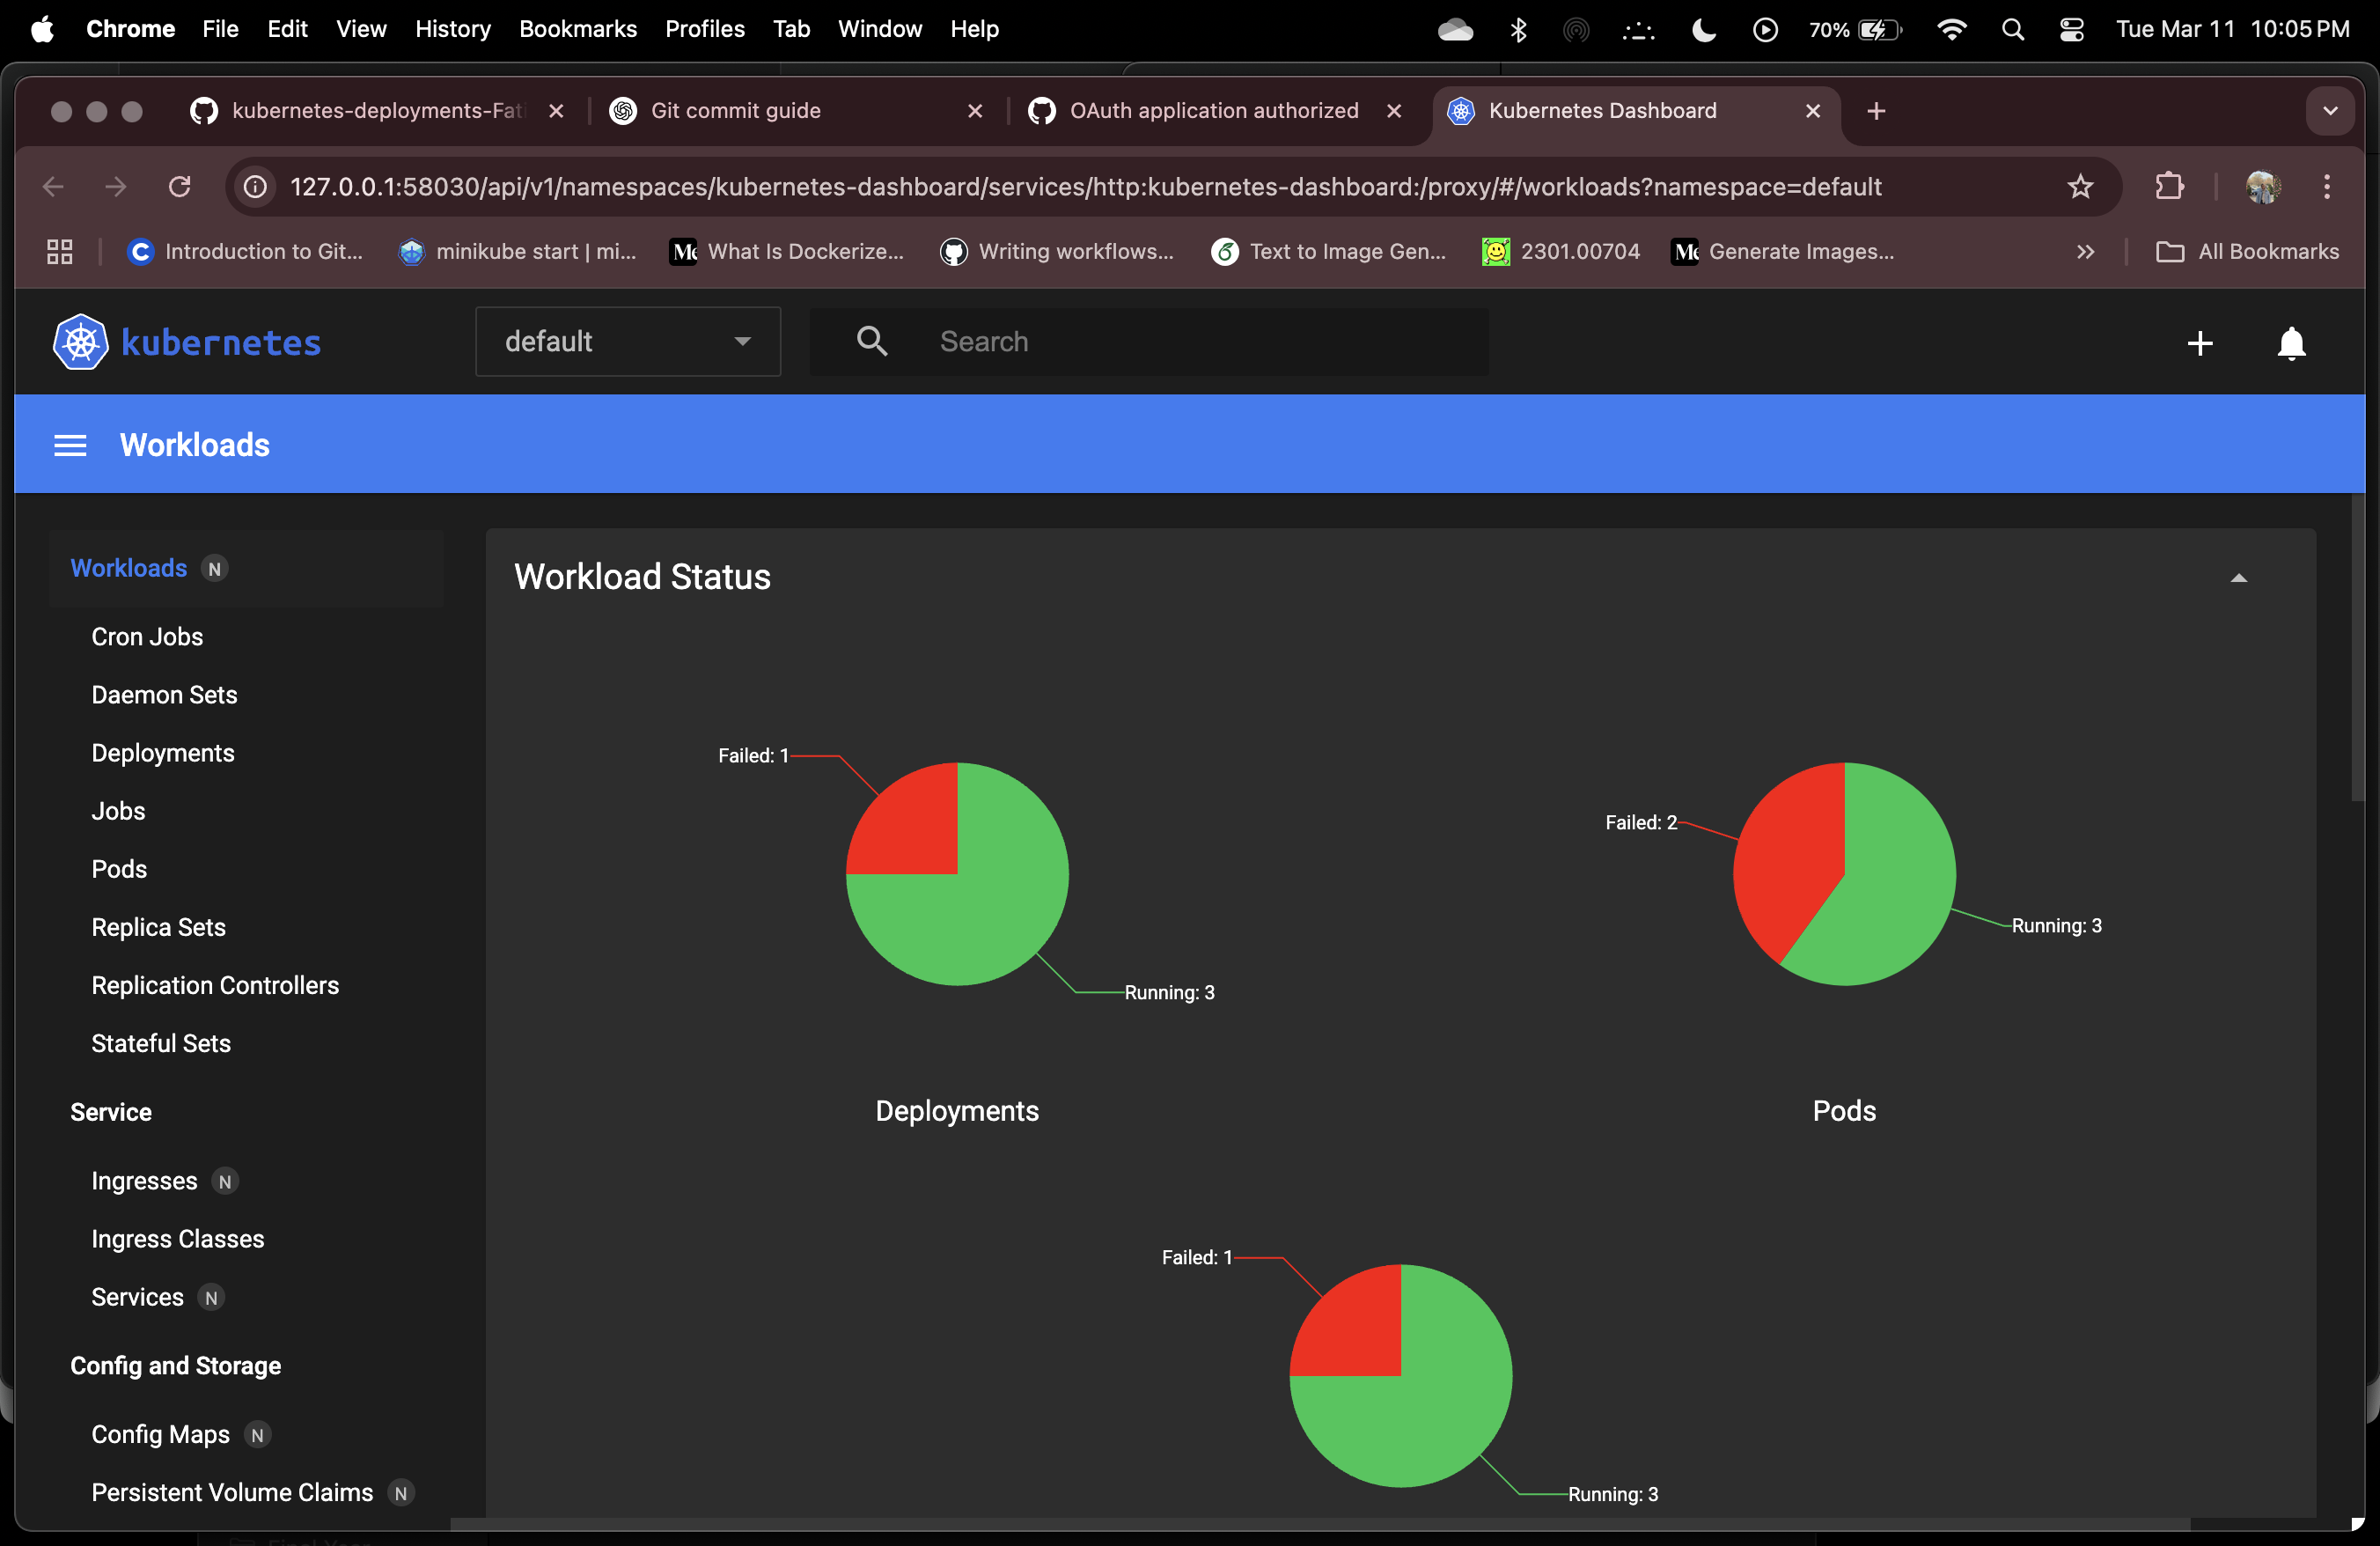 Chrome File Edit View History Bookmarks Profiles Tab Window Help 70% Tue Mar 11 10:05 PM
kubernetes-deployments-Fati Git commit guide OAuth application authorized Kubernetes Dashboard
127.0.0.1:58030/api/v1/namespaces/kubernetes-dashboard/services/http:kubernetes-dashboard:/proxy/#/workloads?namespace=default
Introduction to Git... minikube start | mi... What Is Dockerize... Writing workflows... Text to Image Gen... 2301.00704 Generate Images... All Bookmarks
kubernetes default Search
Workloads
Workloads N
Cron Jobs
Daemon Sets
Deployments
Jobs
Pods
Replica Sets
Replication Controllers
Stateful Sets
Service
Ingresses N
Ingress Classes
Services N
Config and Storage
Config Maps N
Persistent Volume Claims N
Workload Status
Failed: 1
Running: 3
Deployments
Failed: 2
Running: 3
Pods
Failed: 1
Running: 3